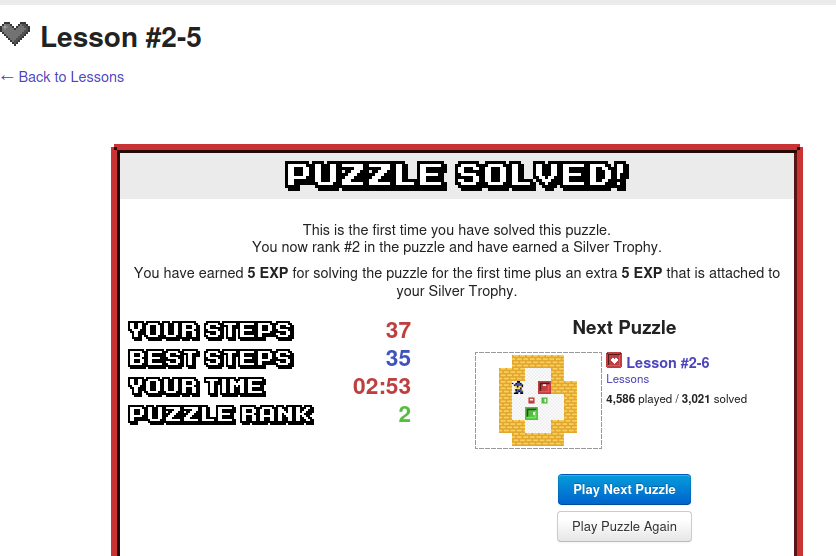 Lesson #2-5
← Back to Lessons
PUZZLE SOLVED!
This is the first time you have solved this puzzle.
You now rank #2 in the puzzle and have earned a Silver Trophy.
You have earned 5 EXP for solving the puzzle for the first time plus an extra 5 EXP that is attached to
your Silver Trophy.
YOUR STEPS 37
BEST STEPS 35
YOUR TIME 02:53
PUZZLE RANK 2
Next Puzzle
Lesson #2-6
Lessons
4,586 played / 3,021 solved
Play Next Puzzle
Play Puzzle Again